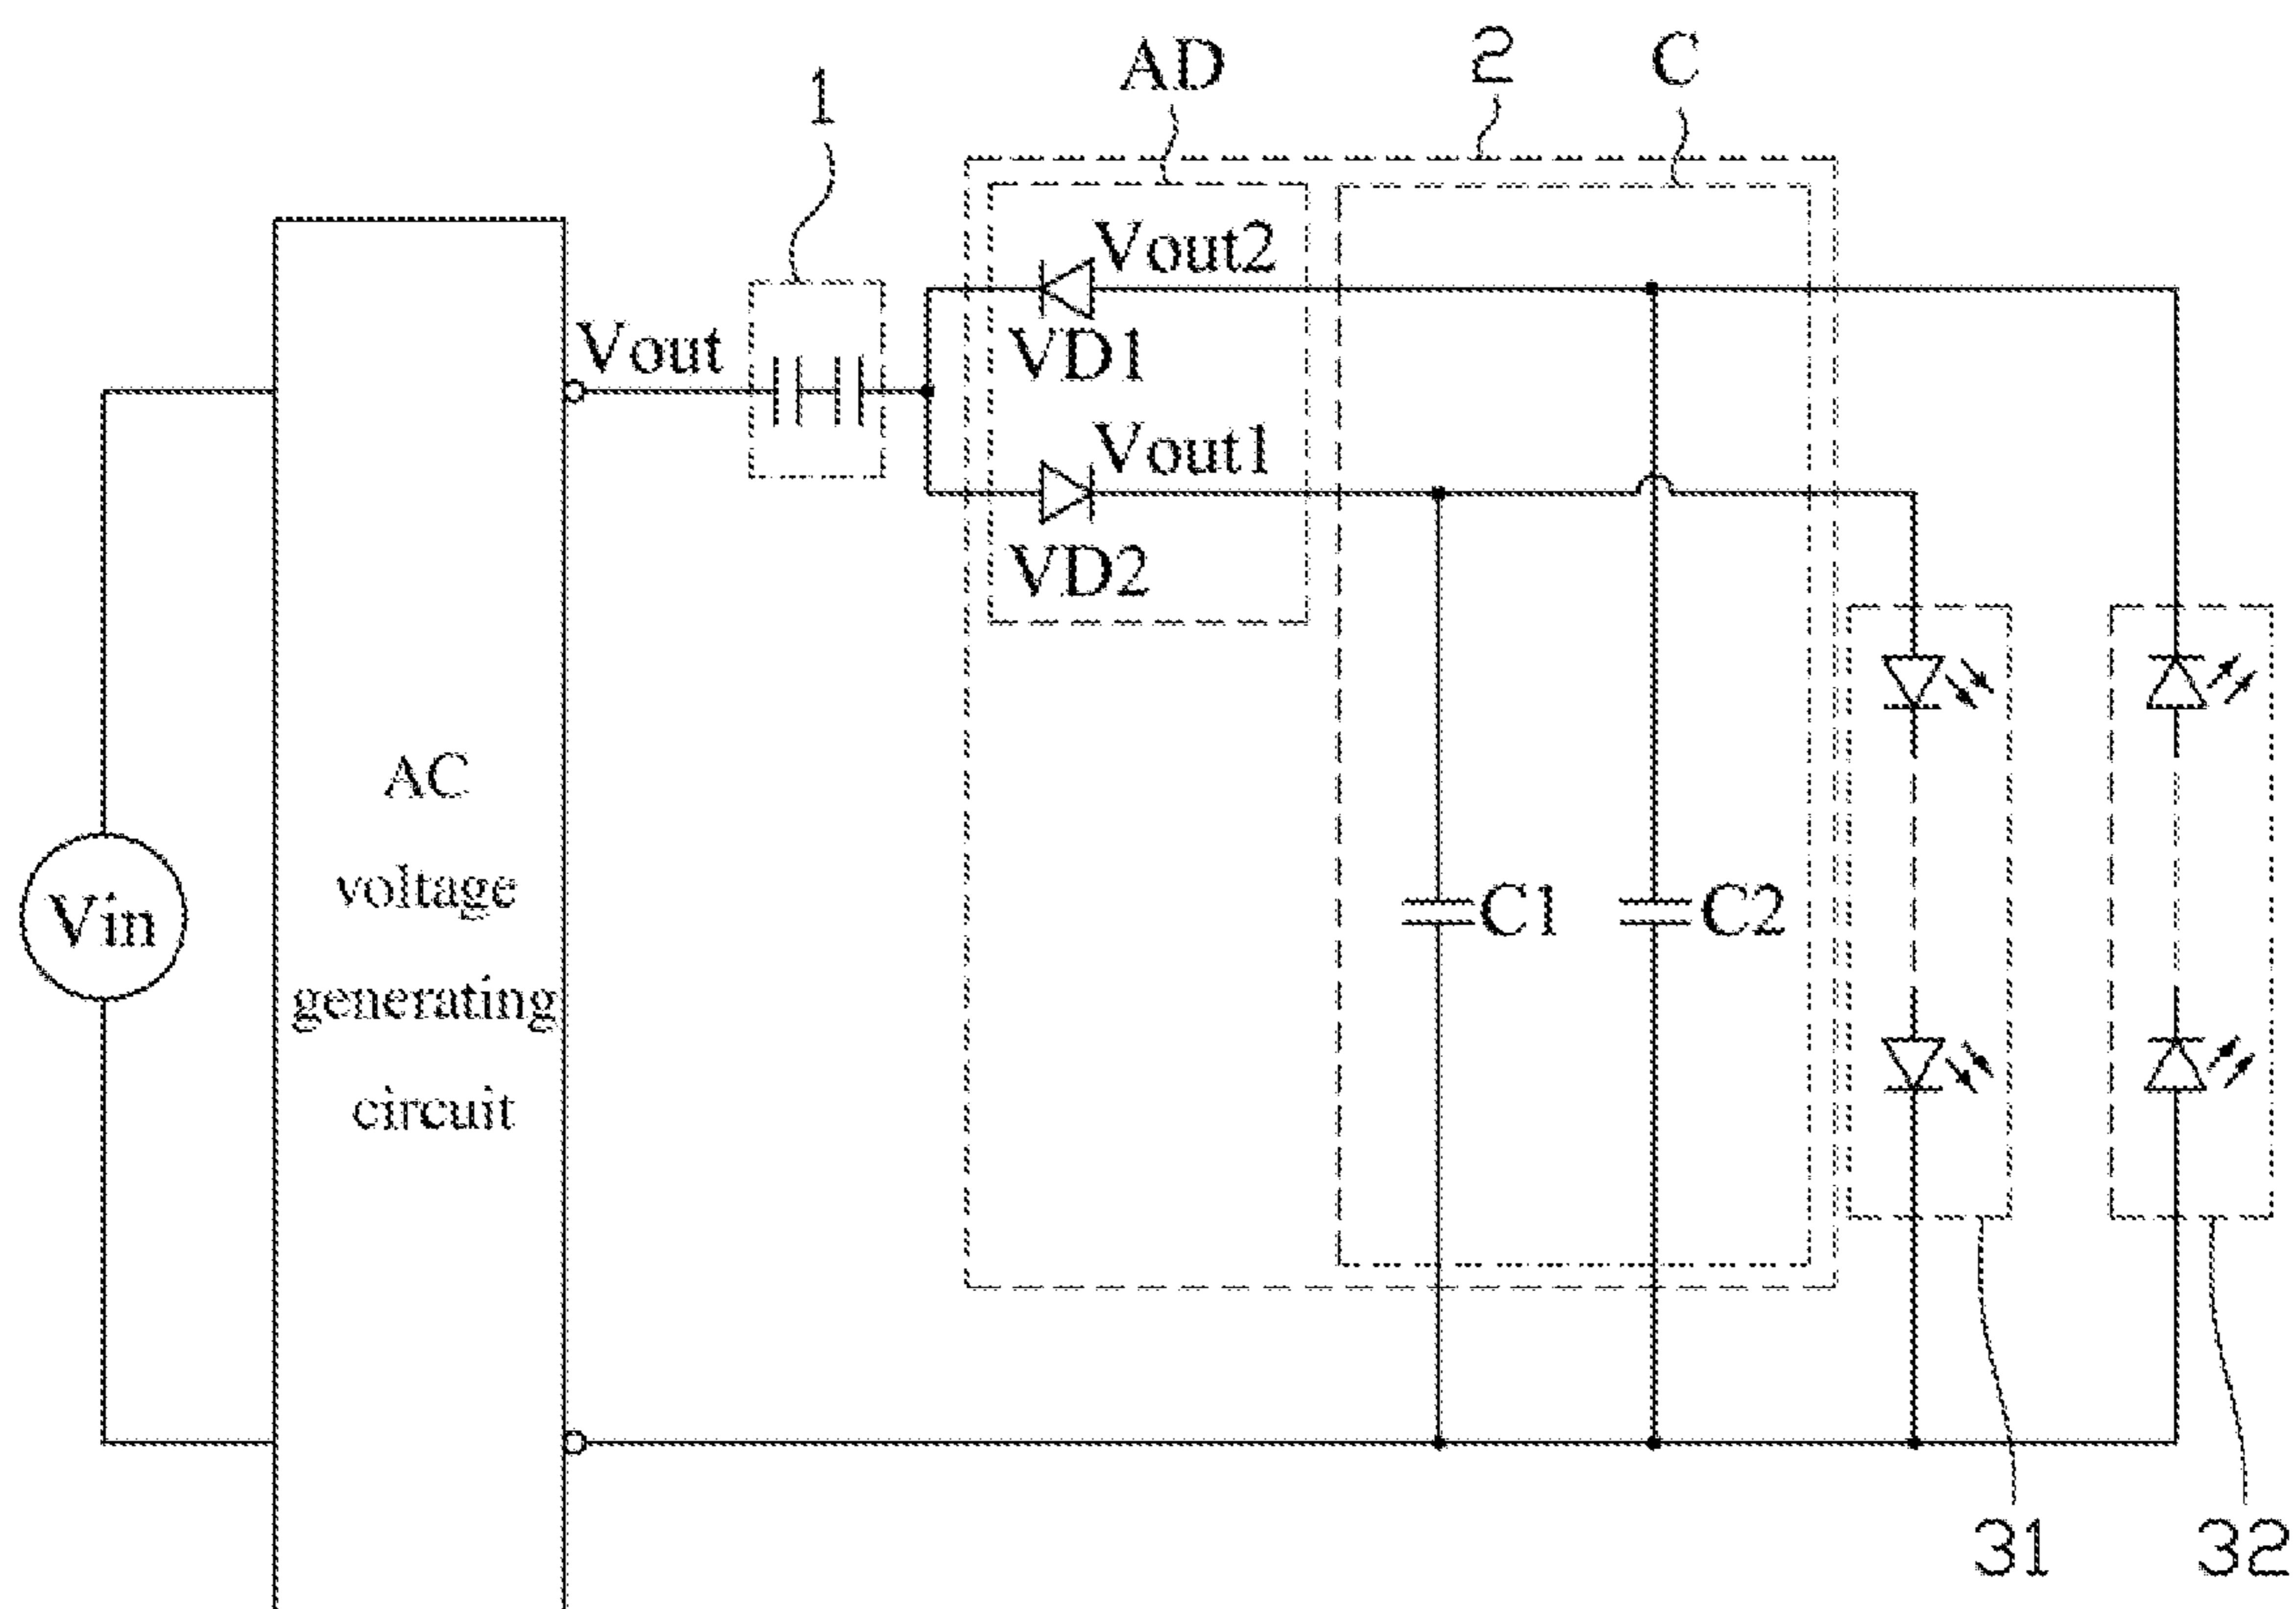 1
AD
2
C
Vout2
VD1
Vout
Vout1
VD2
AC
voltage
generating
circuit
Vin
C1
C2
31
32